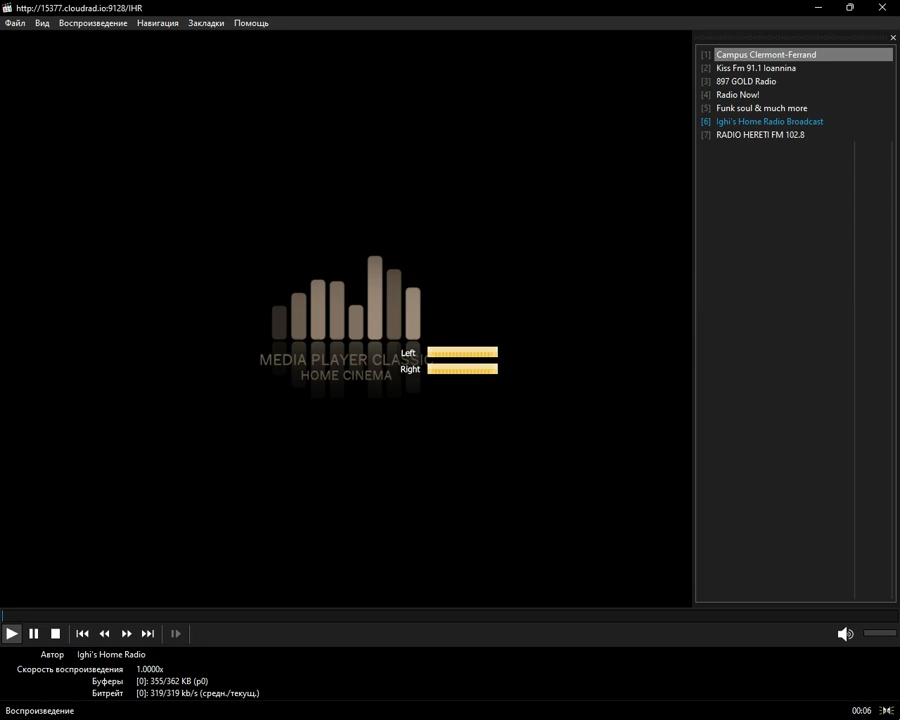 http://15377.cloudrad.io:9128/IHR
Файл Вид Воспроизведение Навигация Закладки Помощь
[1] Campus Clermont-Ferrand
[2] Kiss Fm 91.1 Ioannina
[3] 897 GOLD Radio
[4] Radio Now!
[5] Funk soul & much more
[6] Ighi's Home Radio Broadcast
[7] RADIO HERETI FM 102.8
MEDIA PLAYER CLASSIC
HOME CINEMA
Left
Right
Автор Ighi's Home Radio
Скорость воспроизведения 1.0000x
Буферы [0]: 355/362 KB (p0)
Битрейт [0]: 319/319 kb/s (средн./текущ.)
Воспроизведение 00:06